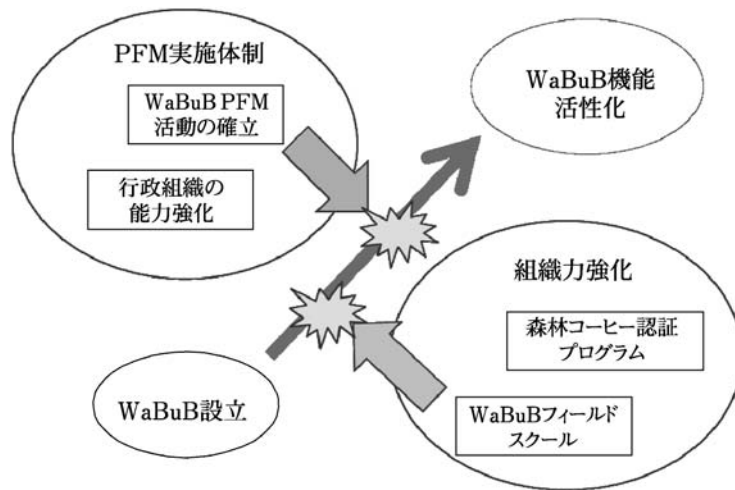 PFM実施体制
WaBuB PFM
活動の確立
行政組織の
能力強化
WaBuB機能
活性化
組織力強化
森林コーヒー認証
プログラム
WaBuBフィールド
スクール
WaBuB設立